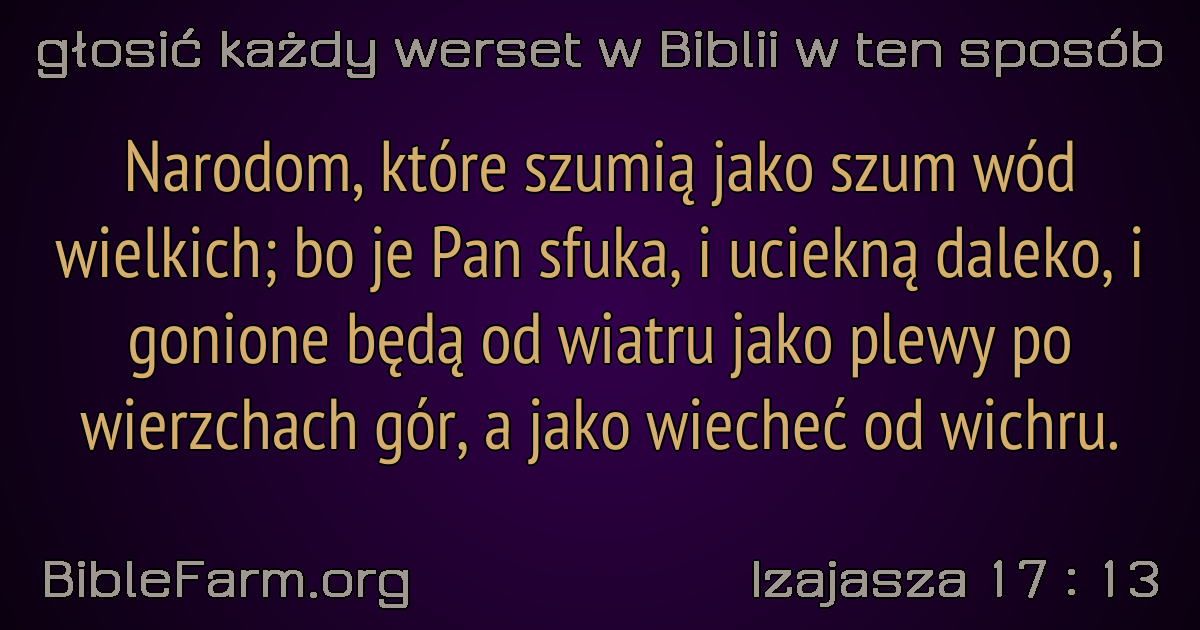 głosić każdy werset w Biblii w ten sposób
Narodom, które szumią jako szum wód
wielkich; bo je Pan sfuka, i uciekną daleko, i
gonione będą od wiatru jako plewy po
wierzchach gór, a jako wiecheć od wichru.
BibleFarm.org
Izajasza 17 : 13